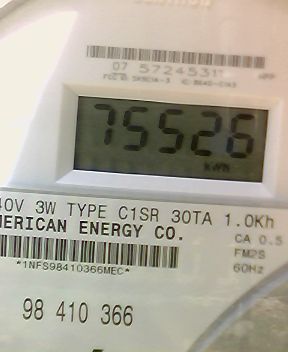 07 5724531
75526
KWH
40V 3W TYPE C1SR 30TA 1.0Kh
MERICAN ENERGY CO. CA 0.5
FM2S
*1NFS98410366MEC* 60Hz
98 410 366